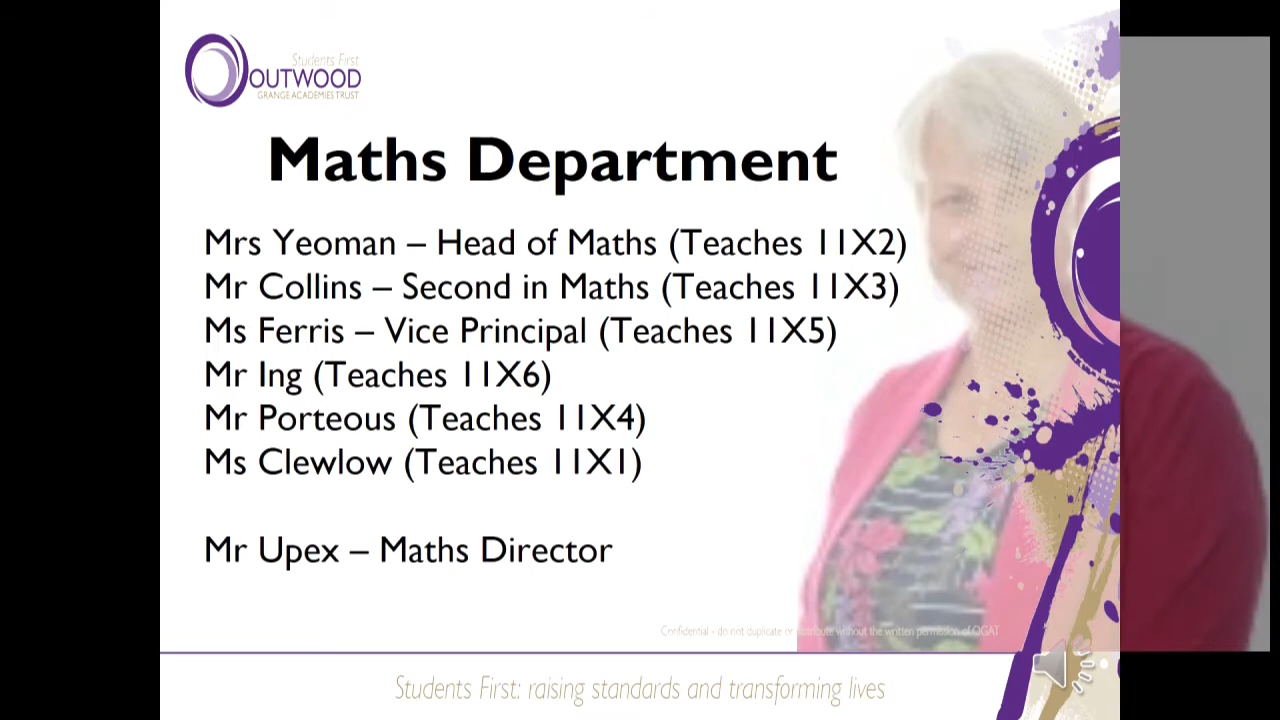 Students First
OUTWOOD
GRANGE ACADEMIES TRUST
Maths Department
Mrs Yeoman – Head of Maths (Teaches 11X2)
Mr Collins – Second in Maths (Teaches 11X3)
Ms Ferris – Vice Principal (Teaches 11X5)
Mr Ing (Teaches 11X6)
Mr Porteous (Teaches 11X4)
Ms Clewlow (Teaches 11X1)
Mr Upex – Maths Director
Confidential - do not duplicate or distribute without the written permission of OGAT
Students First: raising standards and transforming lives